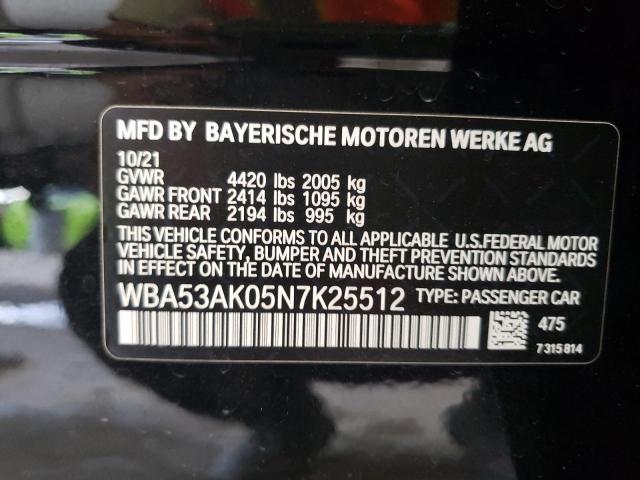 MFD BY BAYERISCHE MOTOREN WERKE AG
10/21
GVWR 4420 lbs 2005 kg
GAWR FRONT 2414 lbs 1095 kg
GAWR REAR 2194 lbs 995 kg
THIS VEHICLE CONFORMS TO ALL APPLICABLE U.S.FEDERAL MOTOR
VEHICLE SAFETY, BUMPER AND THEFT PREVENTION STANDARDS
IN EFFECT ON THE DATE OF MANUFACTURE SHOWN ABOVE.
WBA53AK05N7K25512 TYPE: PASSENGER CAR
475
7315814